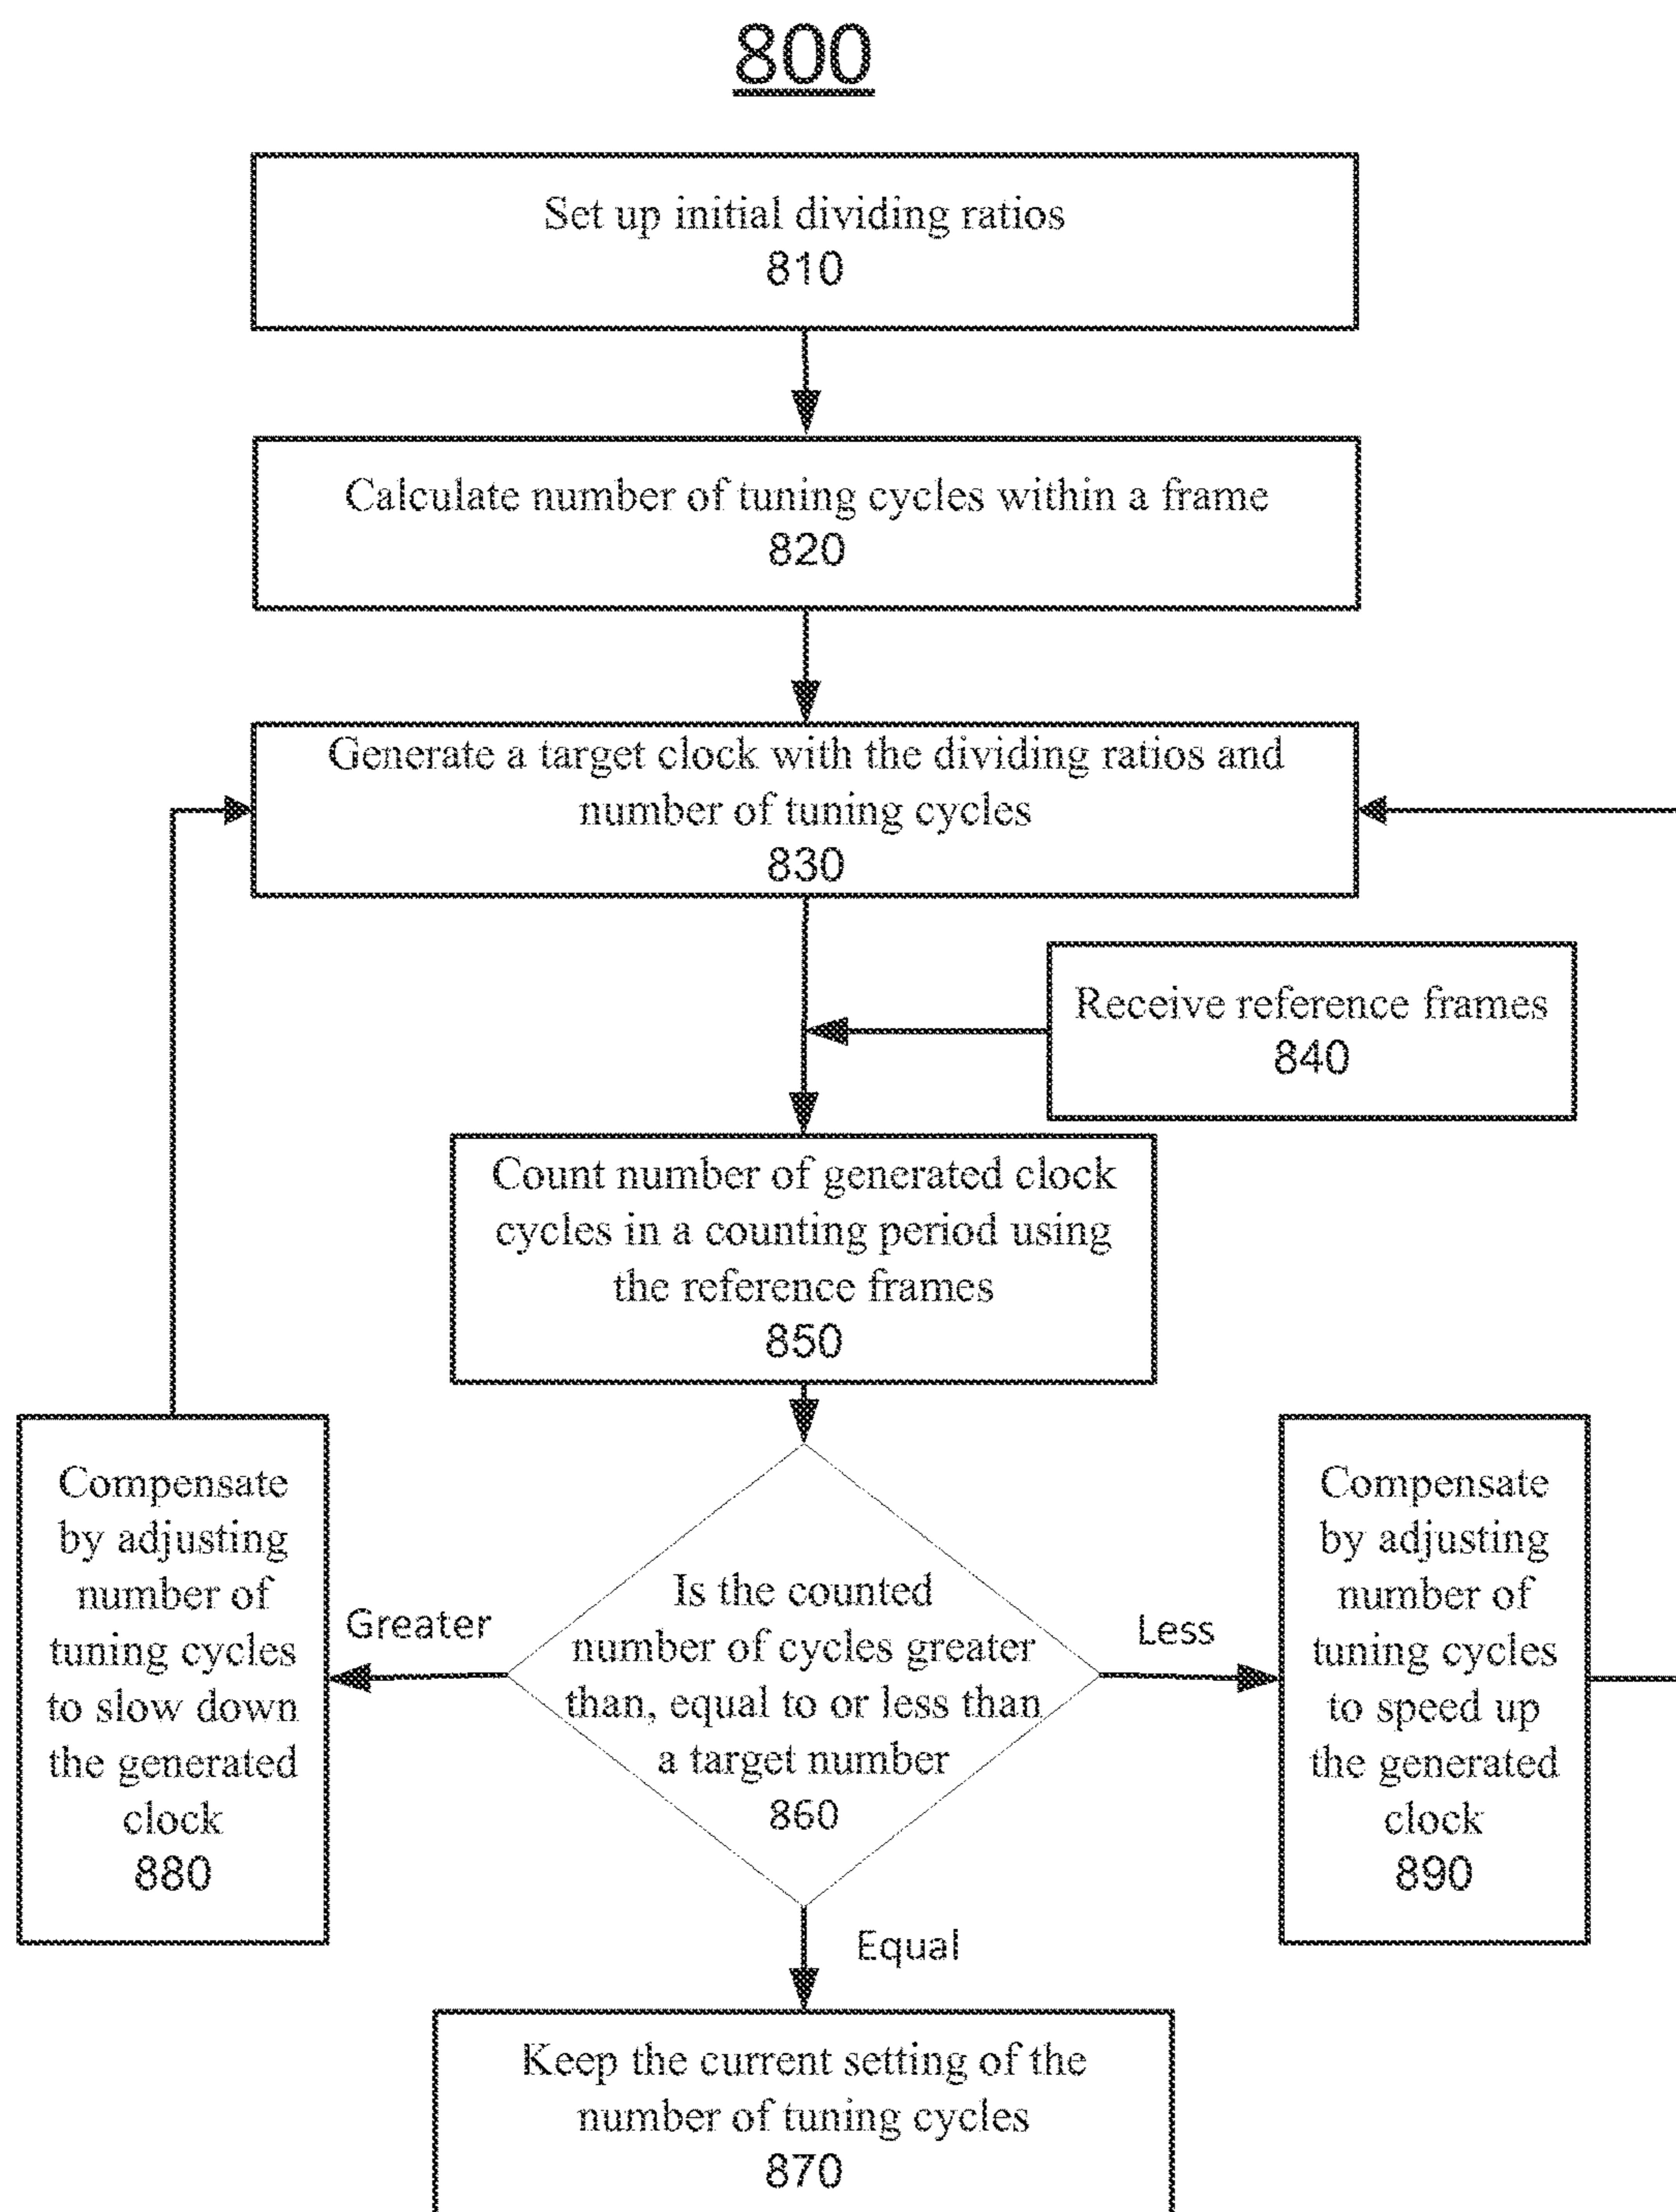 800
Set up initial dividing ratios
810
Calculate number of tuning cycles within a frame
820
Generate a target clock with the dividing ratios and
number of tuning cycles
830
Receive reference frames
840
Count number of generated clock
cycles in a counting period using
the reference frames
850
Is the counted
number of cycles greater
than, equal to or less than
a target number
860
Greater
Compensate
by adjusting
number of
tuning cycles
to slow down
the generated
clock
880
Less
Compensate
by adjusting
number of
tuning cycles
to speed up
the generated
clock
890
Equal
Keep the current setting of the
number of tuning cycles
870